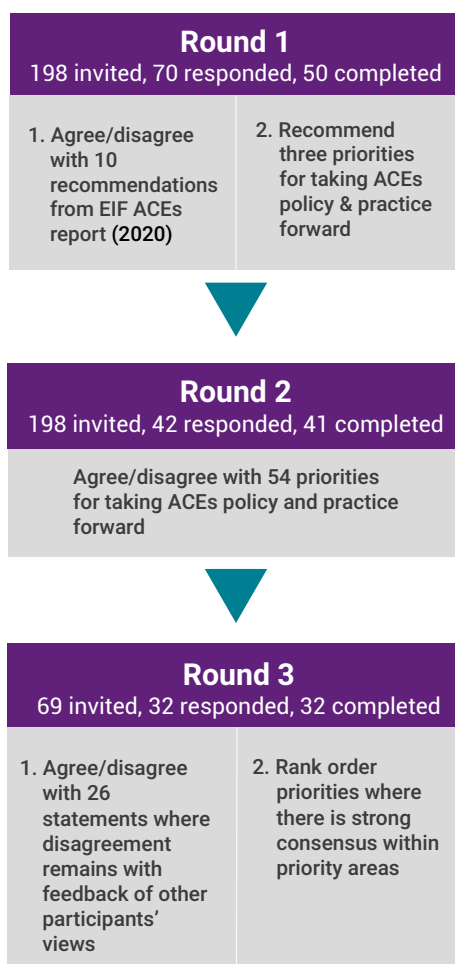 Round 1
198 invited, 70 responded, 50 completed
1. Agree/disagree
with 10
recommendations
from EIF ACEs
report (2020)
2. Recommend
three priorities
for taking ACEs
policy & practice
forward
Round 2
198 invited, 42 responded, 41 completed
Agree/disagree with 54 priorities
for taking ACEs policy and practice
forward
Round 3
69 invited, 32 responded, 32 completed
1. Agree/disagree
with 26
statements where
disagreement
remains with
feedback of other
participants’
views
2. Rank order
priorities where
there is strong
consensus within
priority areas